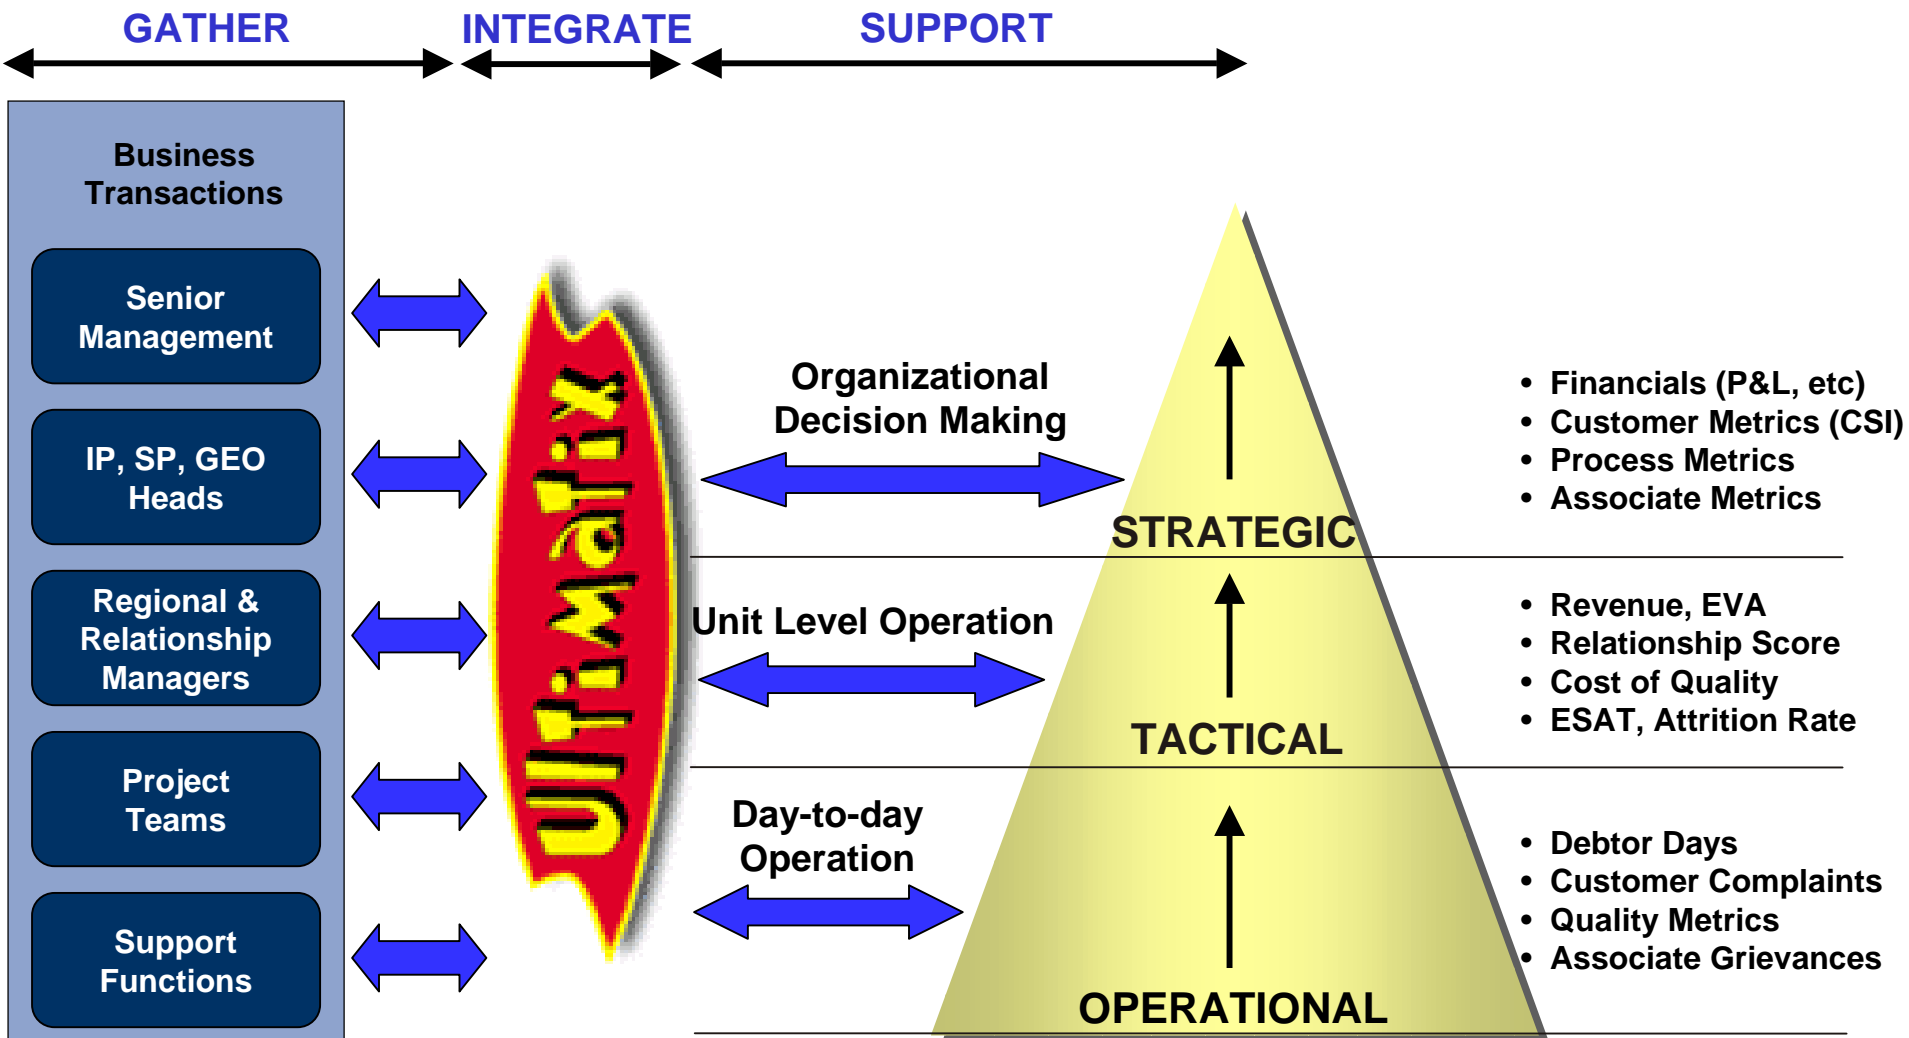 GATHER
INTEGRATE
SUPPORT
Business
Transactions
Senior
Management
IP, SP, GEO
Heads
Regional &
Relationship
Managers
Project
Teams
Support
Functions
UlTiMaTix
Organizational
Decision Making
Unit Level Operation
Day-to-day
Operation
STRATEGIC
TACTICAL
OPERATIONAL
• Financials (P&L, etc)
• Customer Metrics (CSI)
• Process Metrics
• Associate Metrics
• Revenue, EVA
• Relationship Score
• Cost of Quality
• ESAT, Attrition Rate
• Debtor Days
• Customer Complaints
• Quality Metrics
• Associate Grievances